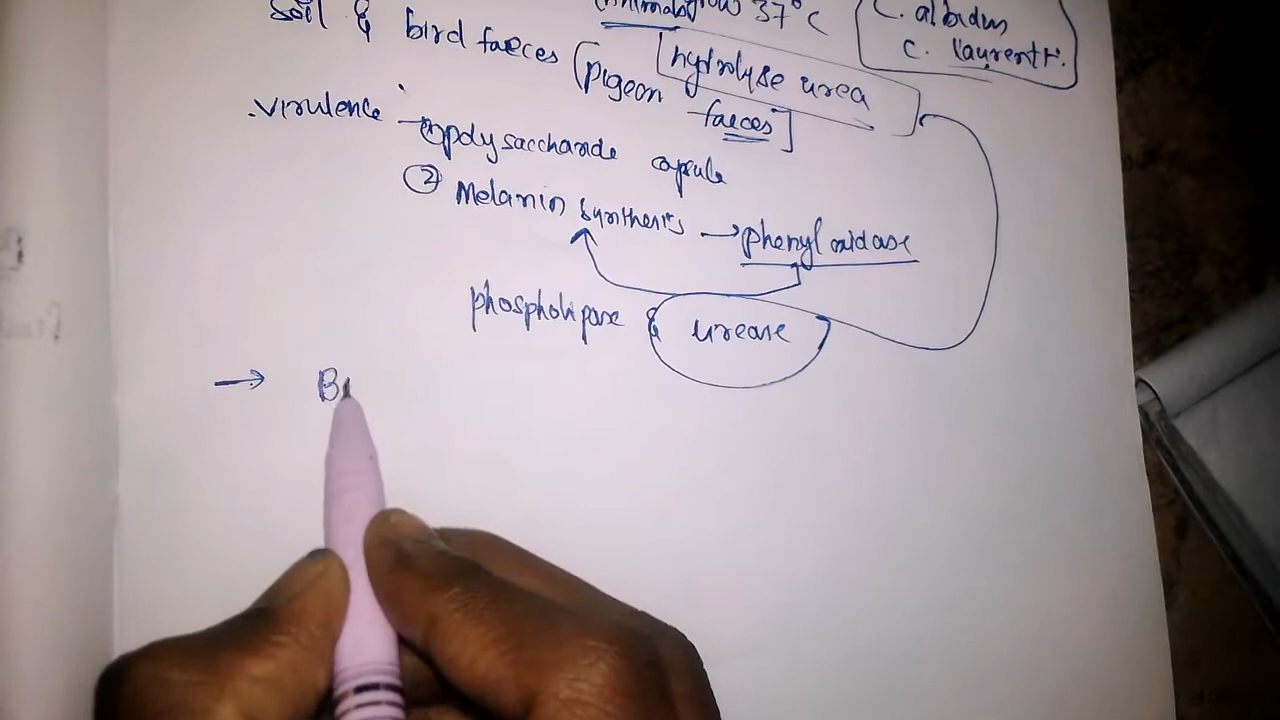 37°C
C. albidus
C. laurentii.
soil & bird faeces [pigeon faeces]
[hydrolyse urea]
.virulence → ① polysaccharide capsule
② Melanin synthesis → phenyl oxidase
phospholipase & urease
→ B